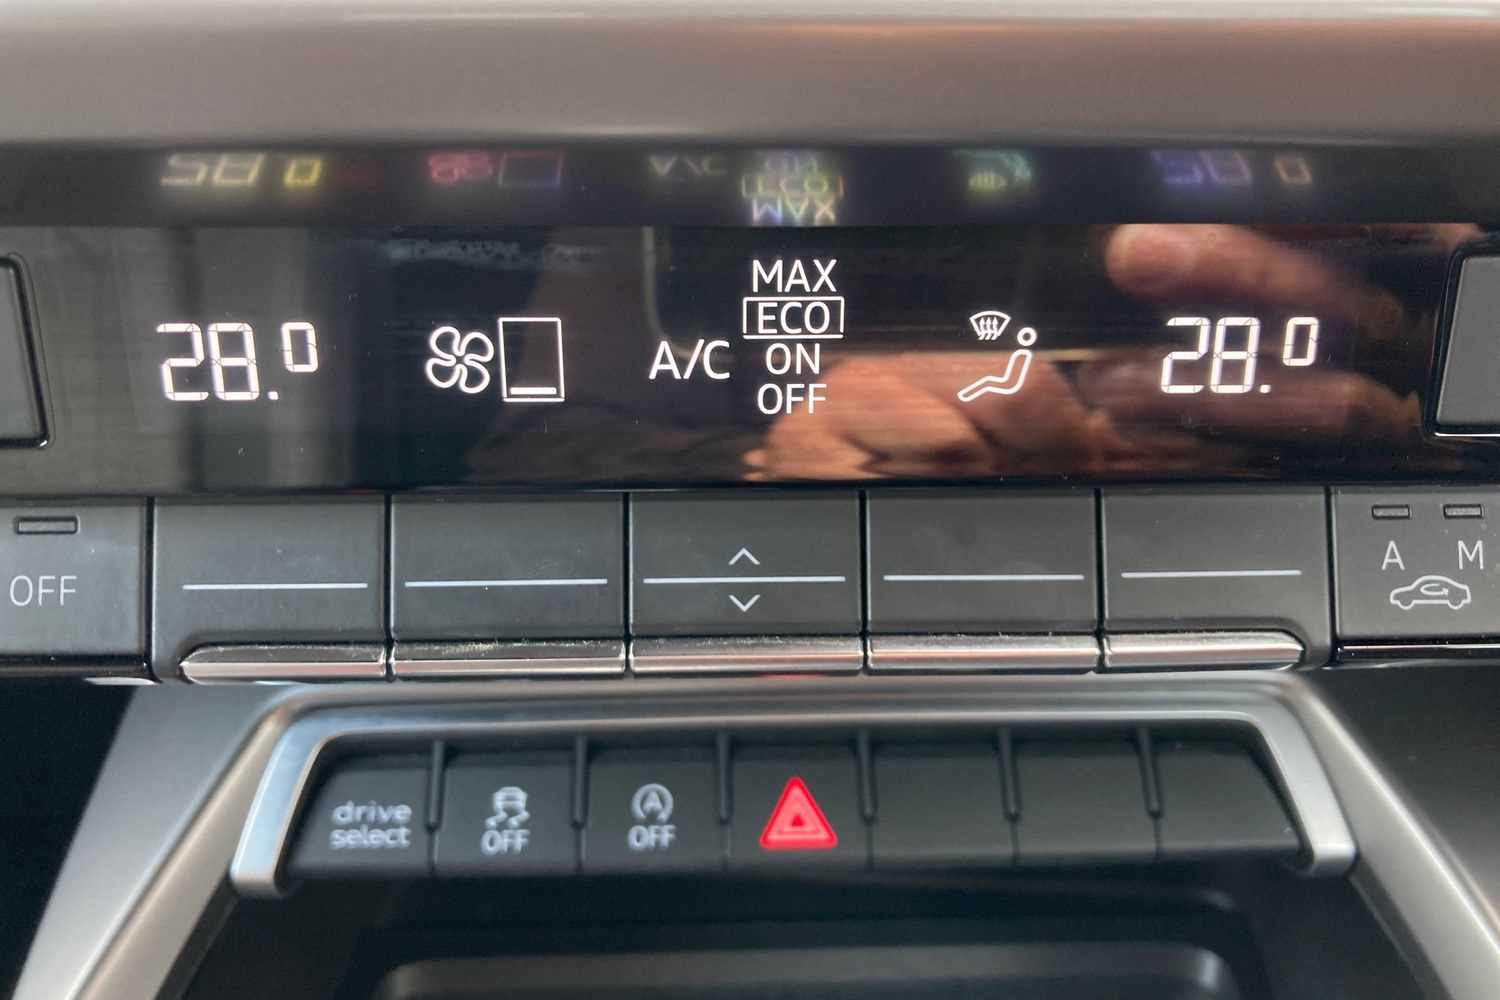 MAX
ECO
28.0
A/C
ON
28.0
OFF
OFF
A M
drive
select
OFF
A
OFF